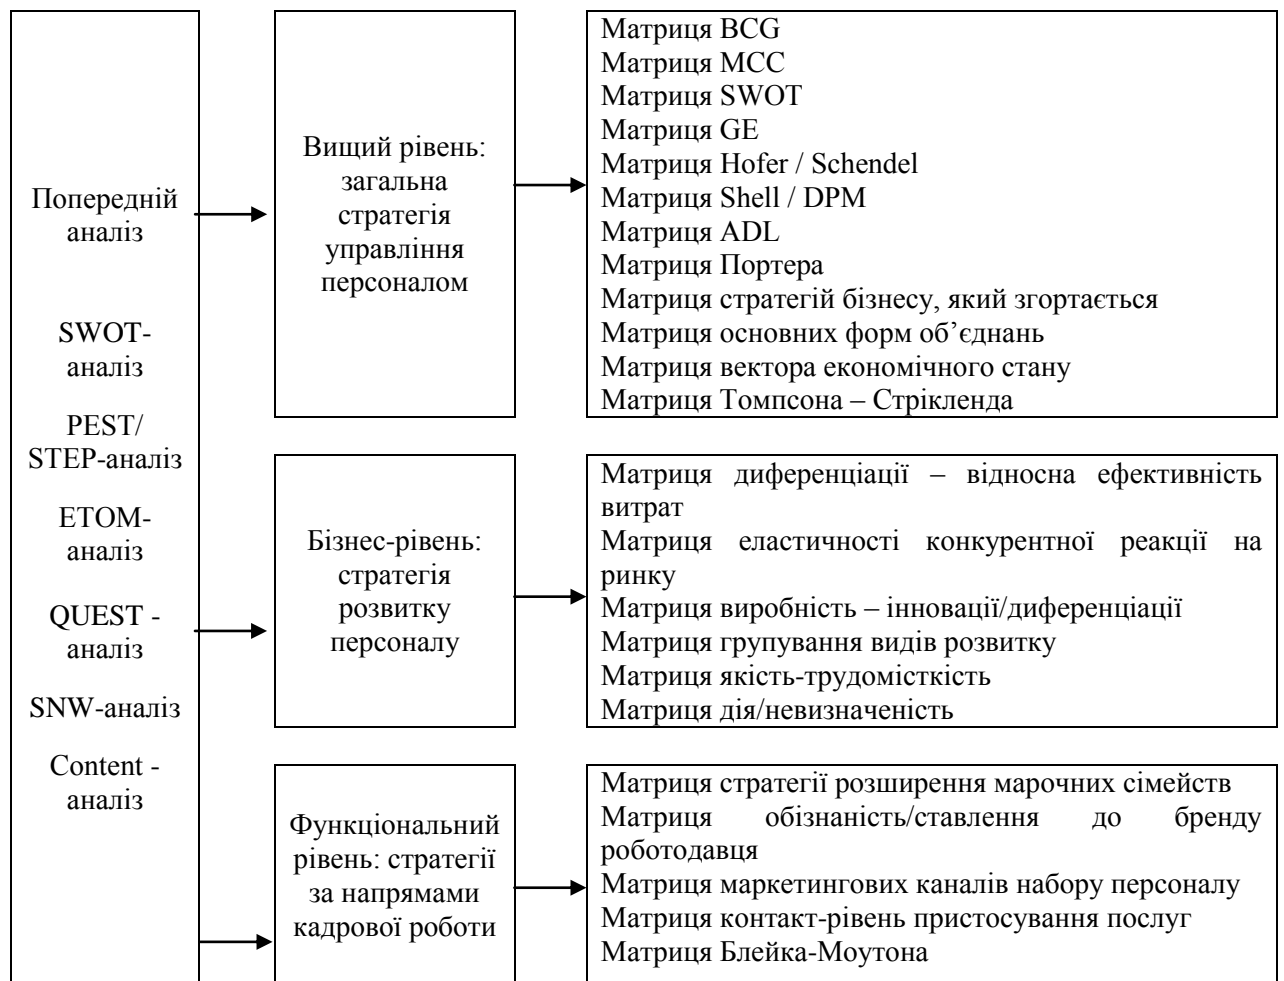 Попередній
аналіз
SWOT-
аналіз
PEST/
STEP-аналіз
ETOM-
аналіз
QUEST -
аналіз
SNW-аналіз
Content -
аналіз
Вищий рівень:
загальна
стратегія
управління
персоналом
Матриця BCG
Матриця MCC
Матриця SWOT
Матриця GE
Матриця Hofer / Schendel
Матриця Shell / DPM
Матриця ADL
Матриця Портера
Матриця стратегій бізнесу, який згортається
Матриця основних форм об’єднань
Матриця вектора економічного стану
Матриця Томпсона – Стрікленда
Бізнес-рівень:
стратегія
розвитку
персоналу
Матриця диференціації – відносна ефективність
витрат
Матриця еластичності конкурентної реакції на
ринку
Матриця виробність – інновації/диференціації
Матриця групування видів розвитку
Матриця якість-трудомісткість
Матриця дія/невизначеність
Функціональний
рівень: стратегії
за напрямами
кадрової роботи
Матриця стратегії розширення марочних сімейств
Матриця обізнаність/ставлення до бренду
роботодавця
Матриця маркетингових каналів набору персоналу
Матриця контакт-рівень пристосування послуг
Матриця Блейка-Моутона